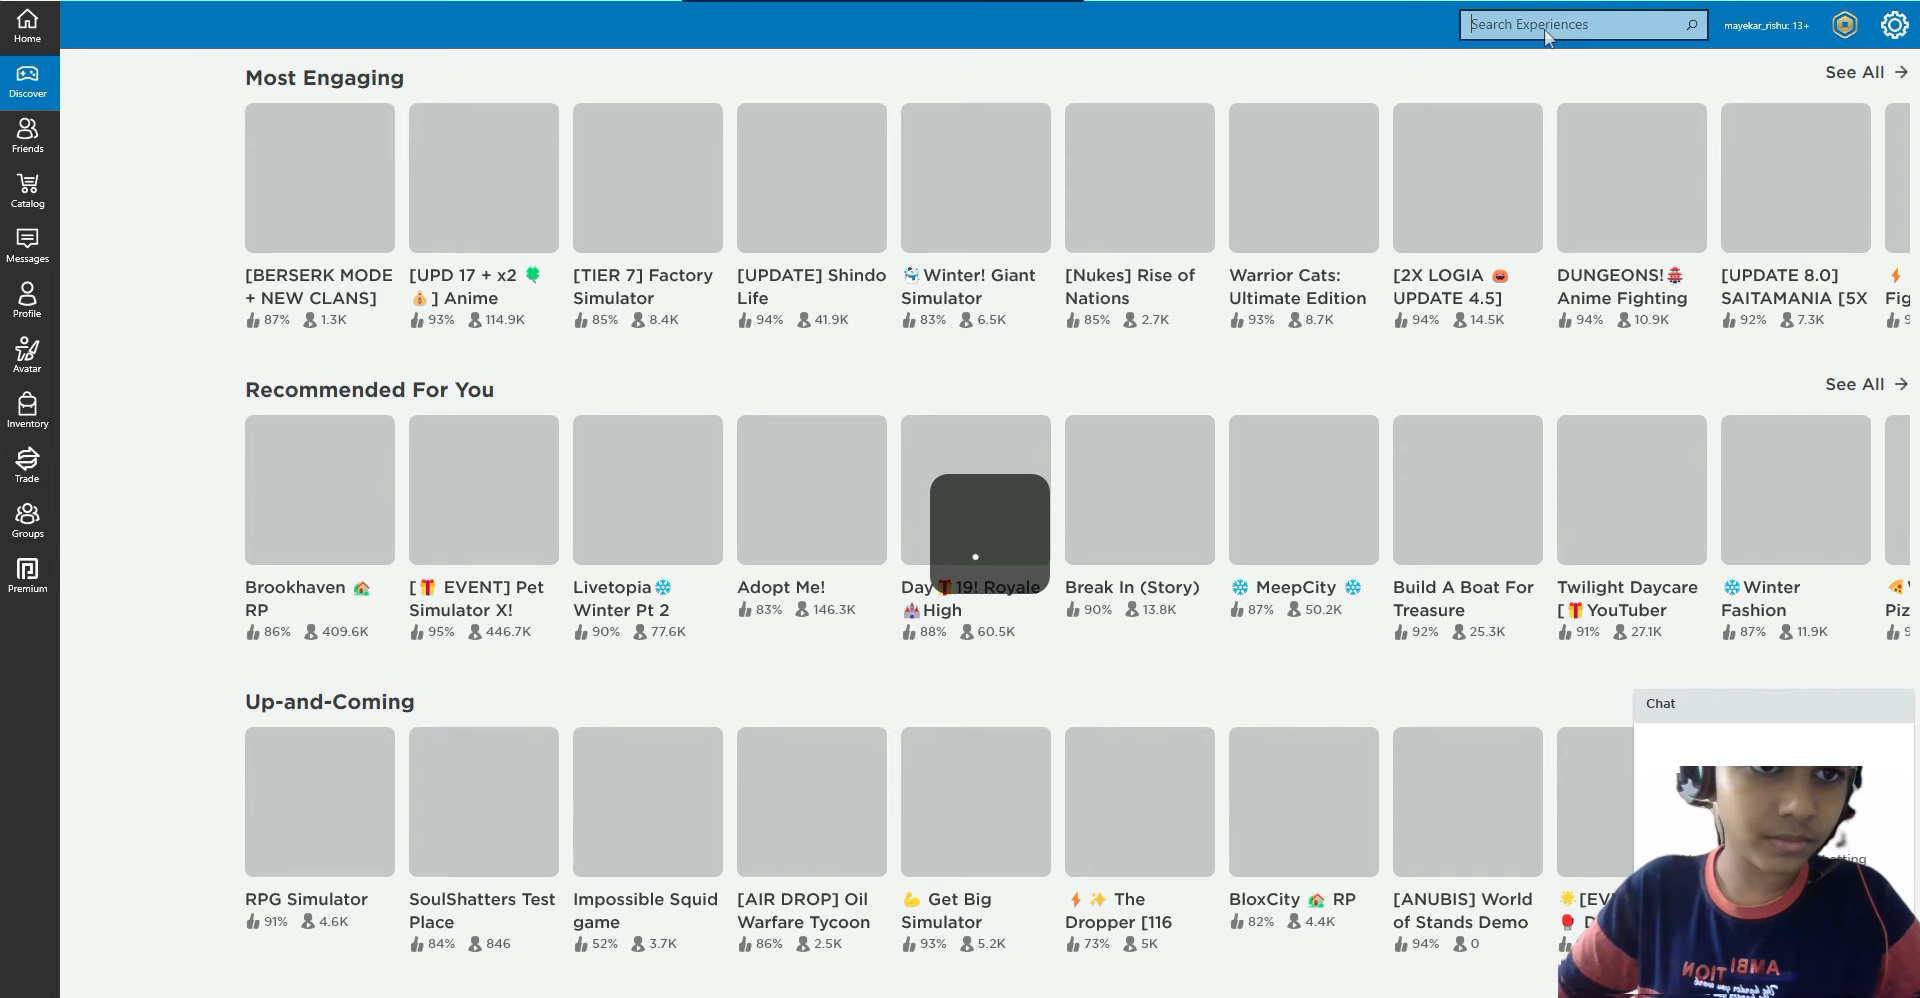 Home
Search Experiences
mayekar_rishu: 13+
Discover
Friends
Catalog
Messages
Profile
Avatar
Inventory
Trade
Groups
Premium
Most Engaging
See All →
[BERSERK MODE
+ NEW CLANS]
87% 1.3K
[UPD 17 + x2 🍀
💰] Anime
93% 114.9K
[TIER 7] Factory
Simulator
85% 8.4K
[UPDATE] Shindo
Life
94% 41.9K
⛄Winter! Giant
Simulator
83% 6.5K
[Nukes] Rise of
Nations
85% 2.7K
Warrior Cats:
Ultimate Edition
93% 8.7K
[2X LOGIA 🎃
UPDATE 4.5]
94% 14.5K
DUNGEONS!🏯
Anime Fighting
94% 10.9K
[UPDATE 8.0]
SAITAMANIA [5X
92% 7.3K
⚡
Fig
9
Recommended For You
See All →
Brookhaven 🏡
RP
86% 409.6K
[🎁 EVENT] Pet
Simulator X!
95% 446.7K
Livetopia❄️
Winter Pt 2
90% 77.6K
Adopt Me!
83% 146.3K
Day🎁19! Royale
🏰High
88% 60.5K
Break In (Story)
90% 13.8K
❄️ MeepCity ❄️
87% 50.2K
Build A Boat For
Treasure
92% 25.3K
Twilight Daycare
[🎁YouTuber
91% 27.1K
❄️Winter
Fashion
87% 11.9K
🍕
Piz
9
Up-and-Coming
RPG Simulator
91% 4.6K
SoulShatters Test
Place
84% 846
Impossible Squid
game
52% 3.7K
[AIR DROP] Oil
Warfare Tycoon
86% 2.5K
💪 Get Big
Simulator
93% 5.2K
⚡✨ The
Dropper [116
73% 5K
BloxCity 🏡 RP
82% 4.4K
[ANUBIS] World
of Stands Demo
94% 0
🌟[EV
🎈 D
Chat
AMBITION